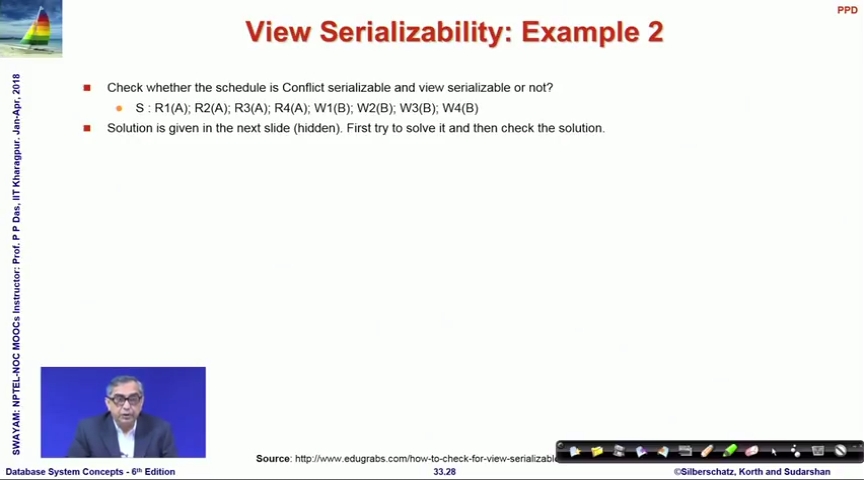 PPD
View Serializability: Example 2
Check whether the schedule is Conflict serializable and view serializable or not?
S : R1(A); R2(A); R3(A); R4(A); W1(B); W2(B); W3(B); W4(B)
Solution is given in the next slide (hidden). First try to solve it and then check the solution.
SWAYAM: NPTEL-NOC MOOCs Instructor: Prof. P P Das, IIT Kharagpur. Jan-Apr, 2018
Source: http://www.edugrabs.com/how-to-check-for-view-serializable
Database System Concepts - 6th Edition
33.28
©Silberschatz, Korth and Sudarshan